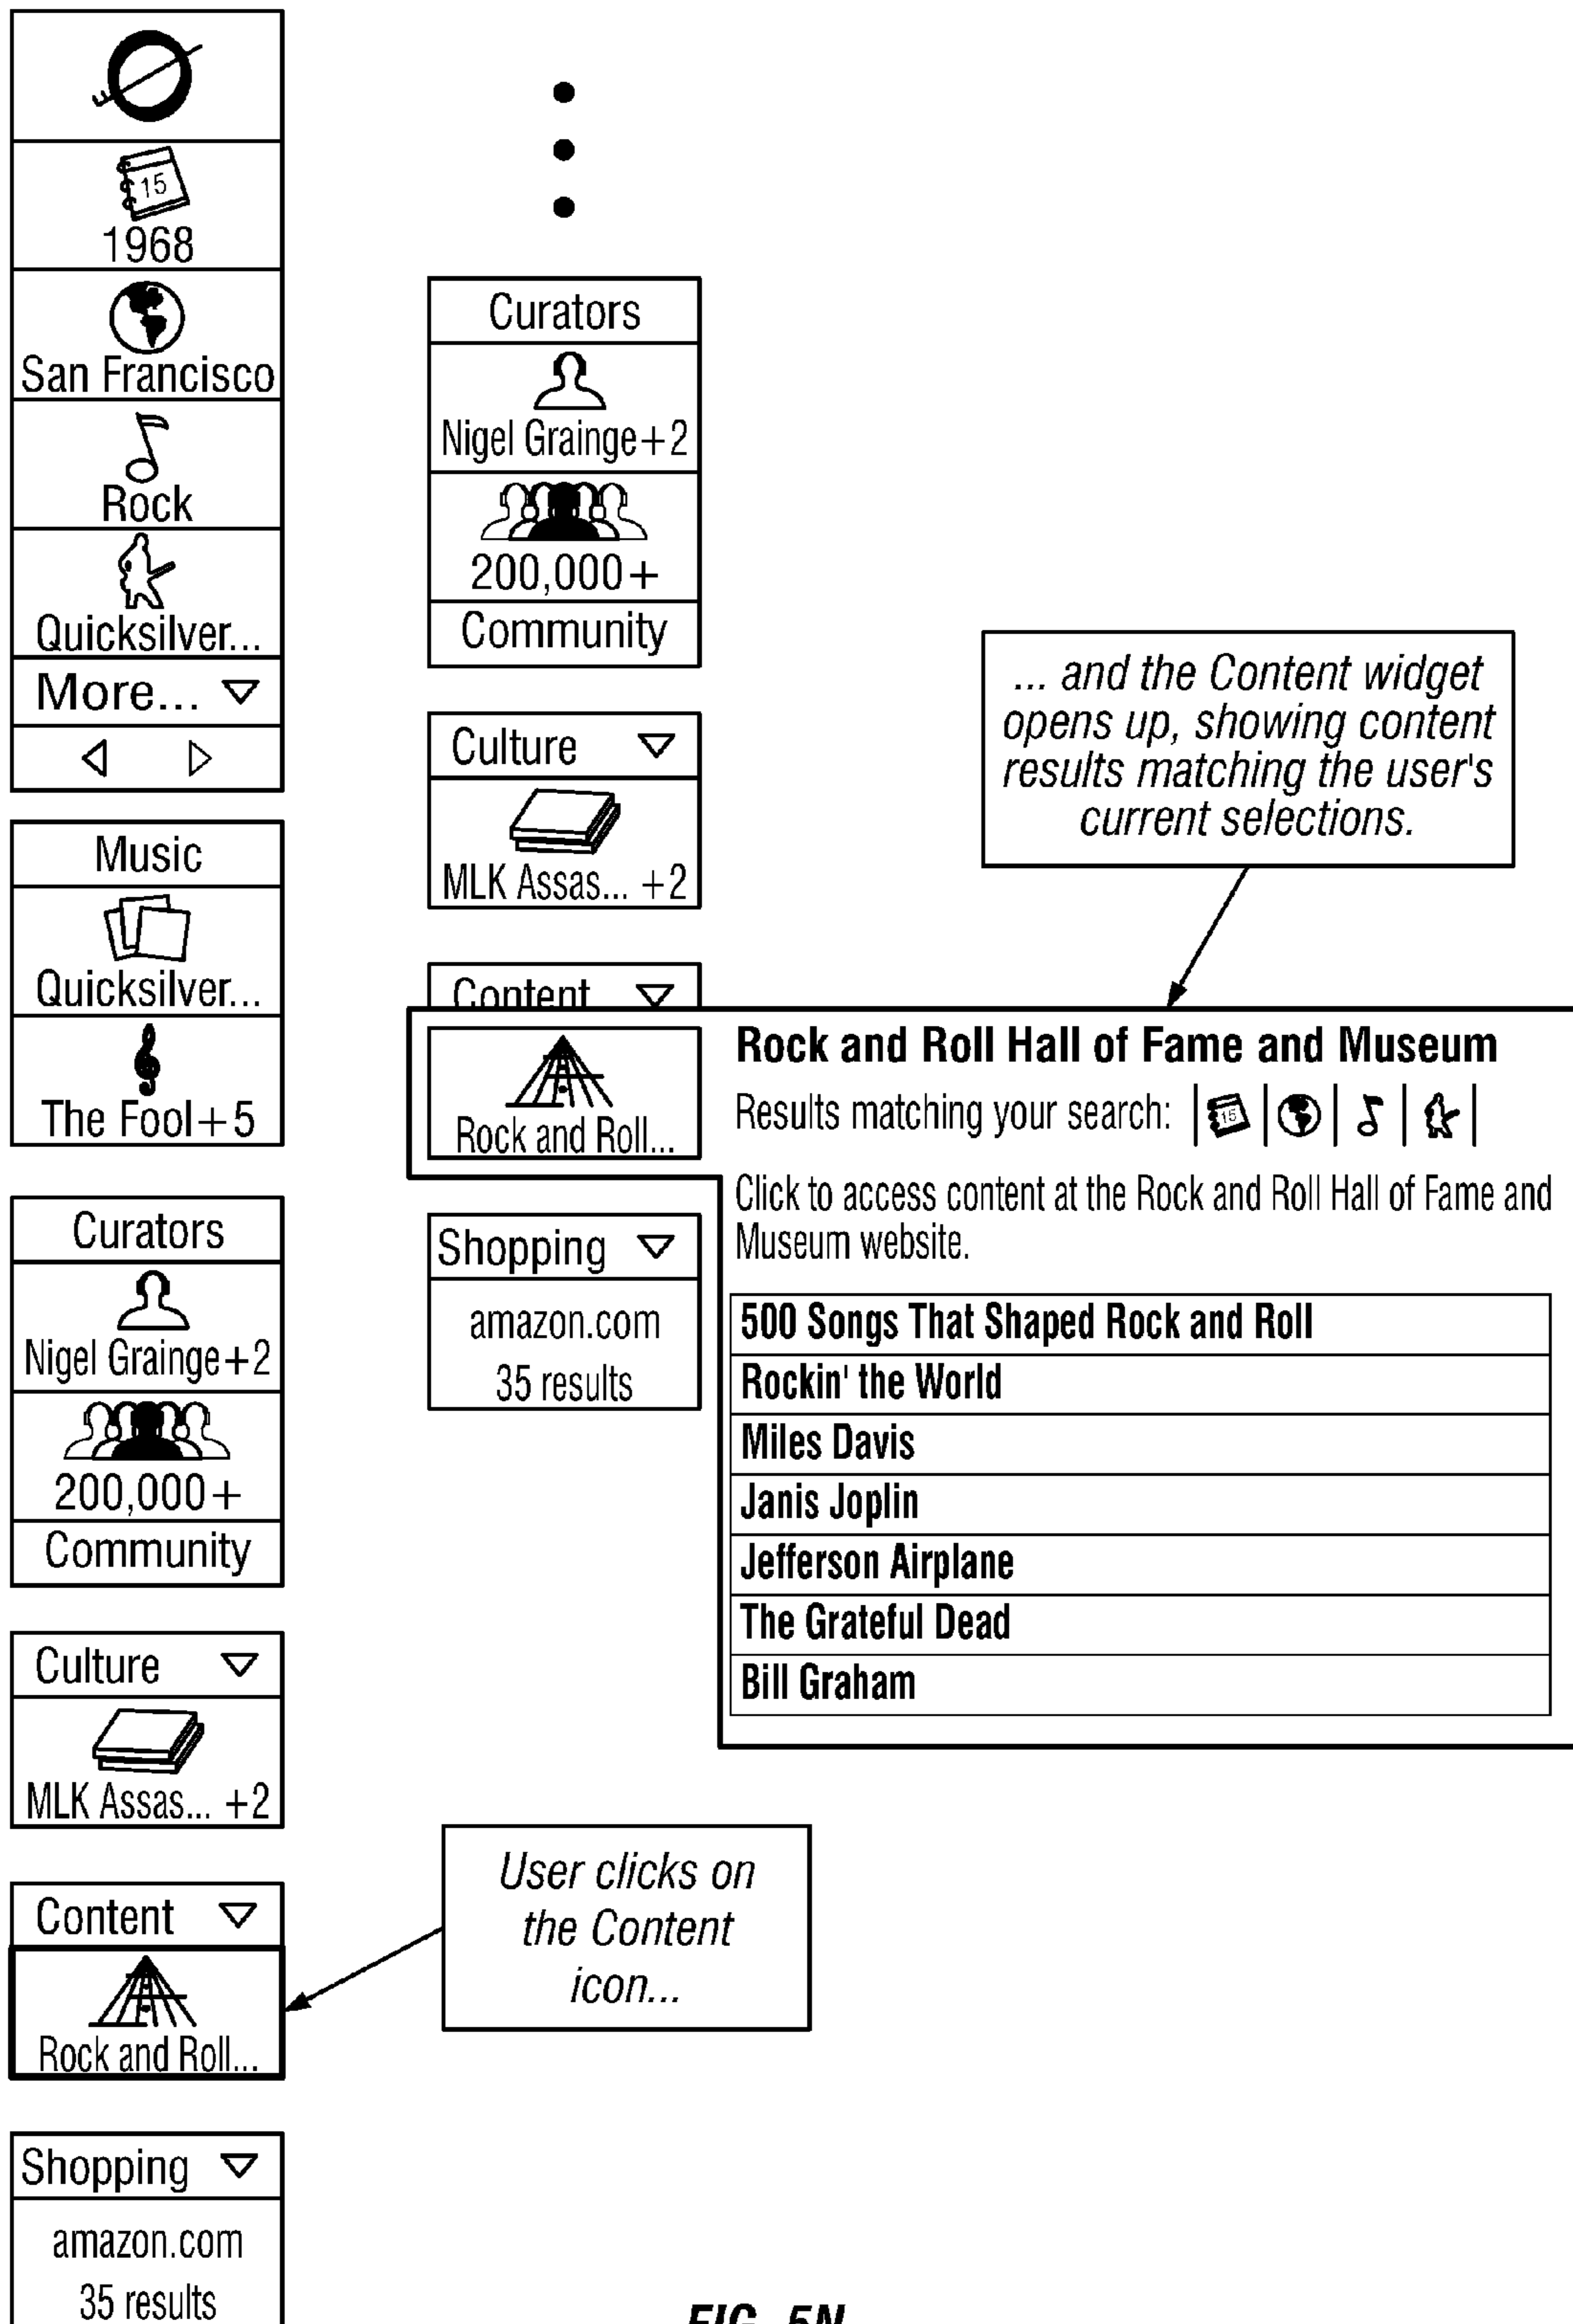 15
1968
San Francisco
Rock
Quicksilver...
More...
Music
Quicksilver...
The Fool+5
Curators
Nigel Grainge+2
200,000+
Community
Culture
MLK Assas... +2
Content
Rock and Roll...
Shopping
amazon.com
35 results
Curators
Nigel Grainge+2
200,000+
Community
Culture
MLK Assas... +2
Content
Rock and Roll...
Shopping
amazon.com
35 results
... and the Content widget
opens up, showing content
results matching the user's
current selections.
Rock and Roll Hall of Fame and Museum
Results matching your search:
15
Click to access content at the Rock and Roll Hall of Fame and
Museum website.
500 Songs That Shaped Rock and Roll
Rockin' the World
Miles Davis
Janis Joplin
Jefferson Airplane
The Grateful Dead
Bill Graham
User clicks on
the Content
icon...
FIG. 5N